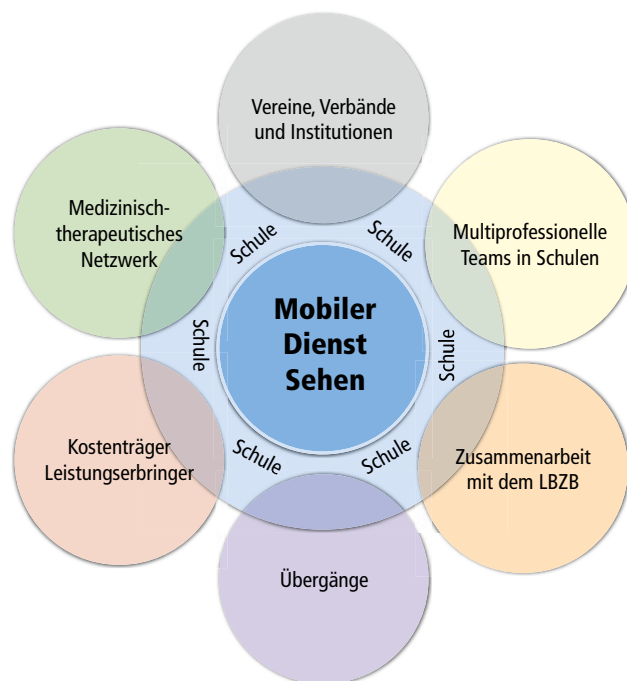 Vereine, Verbände
und Institutionen
Medizinisch-
therapeutisches
Netzwerk
Multiprofessionelle
Teams in Schulen
Schule
Schule
Mobiler
Dienst
Sehen
Schule
Schule
Kostenträger
Leistungserbringer
Schule
Schule
Zusammenarbeit
mit dem LBZB
Übergänge